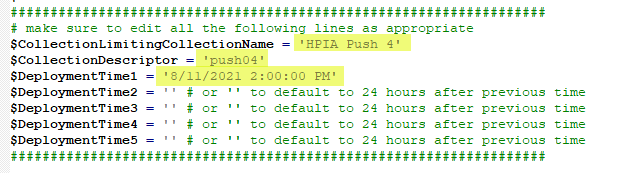 ######################################################################
# make sure to edit all the following lines as appropriate
$CollectionLimitingCollectionName = 'HPIA Push 4'
$CollectionDescriptor = 'push04'
$DeploymentTime1 = '8/11/2021 2:00:00 PM'
$DeploymentTime2 = '' # or '' to default to 24 hours after previous time
$DeploymentTime3 = '' # or '' to default to 24 hours after previous time
$DeploymentTime4 = '' # or '' to default to 24 hours after previous time
$DeploymentTime5 = '' # or '' to default to 24 hours after previous time
######################################################################